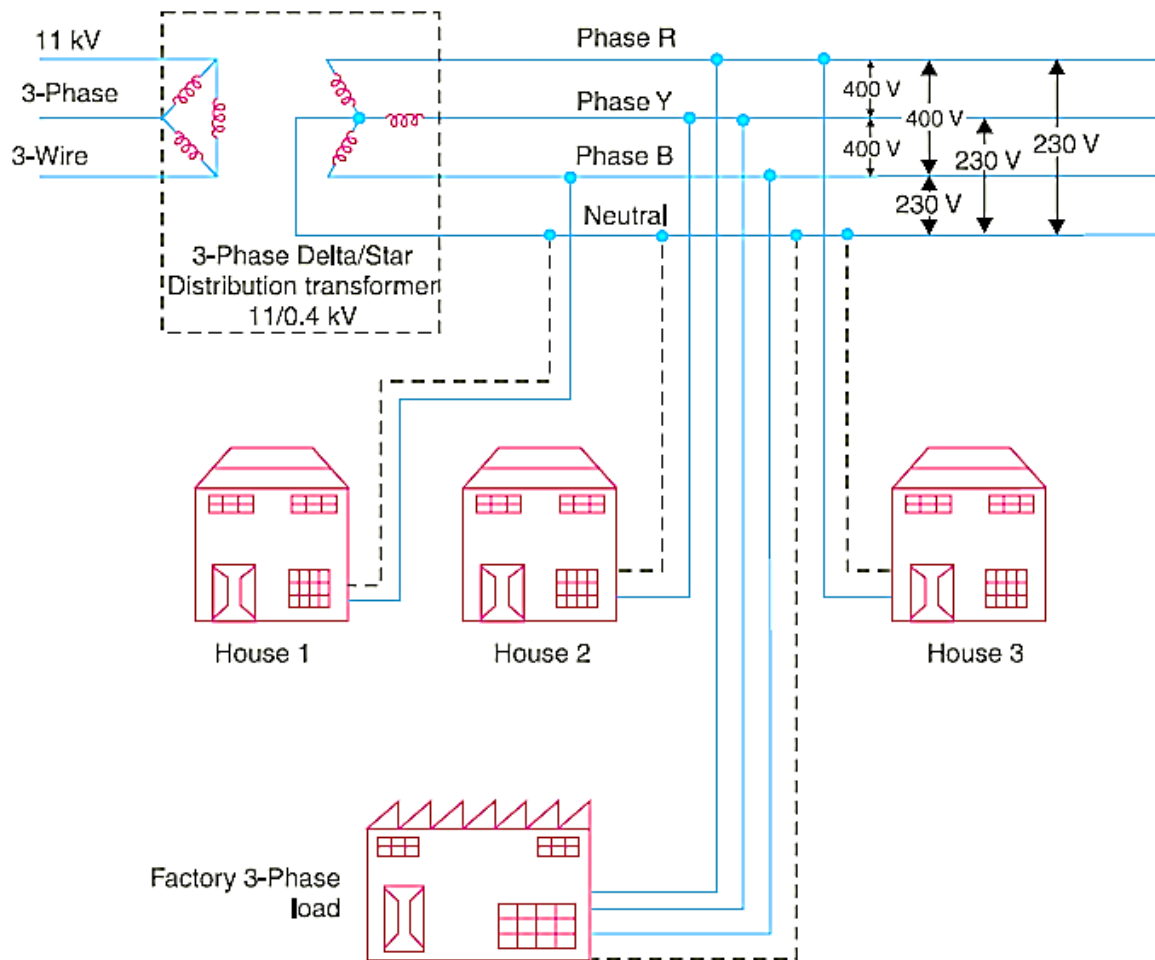 11 kV
3-Phase
3-Wire
3-Phase Delta/Star
Distribution transformer
11/0.4 kV
Phase R
Phase Y
Phase B
Neutral
400 V
400 V
400 V
230 V
230 V
230 V
House 1
House 2
House 3
Factory 3-Phase
load